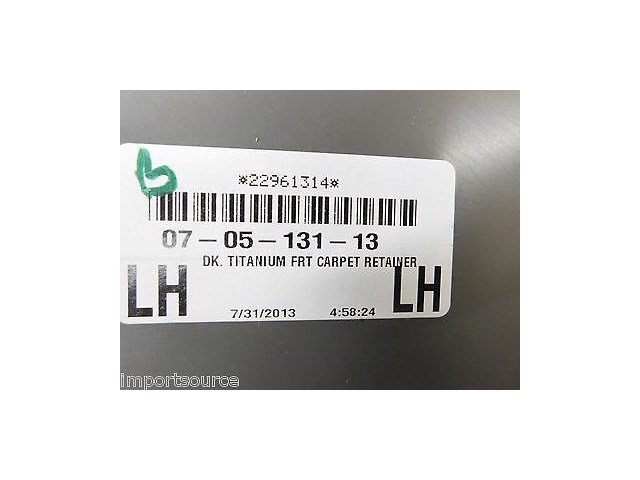 b
*22961314*
07-05-131-13
DK. TITANIUM FRT CARPET RETAINER
LH LH
7/31/2013 4:58:24
importsource